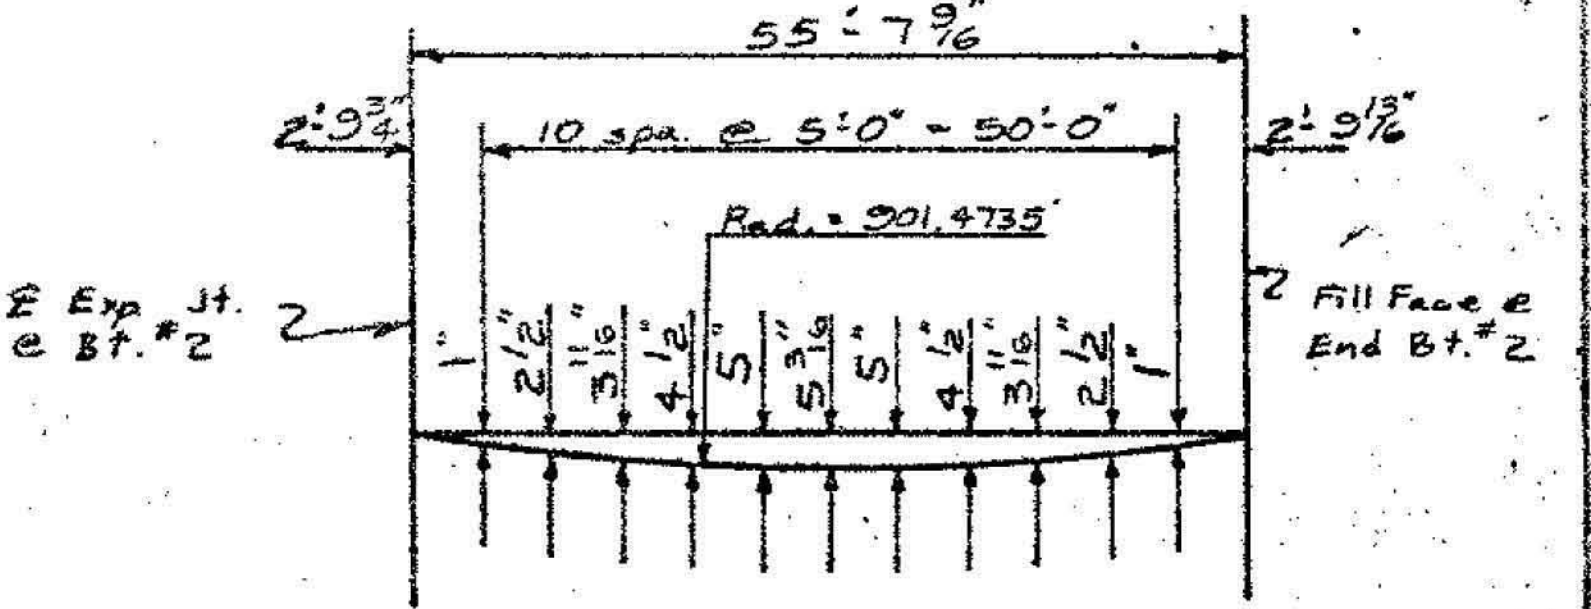 55'-7 9/16"
2'-9 3/4"
10 spa. @ 5'-0" = 50'-0"
2'-9 13/16"
Rad. = 901.4735'
℄ Exp. Jt.
@ Bt. #2
Fill Face @
End Bt. #2
1" 2 1/2" 3 11/16" 4 1/2" 5" 5 3/16" 5" 4 1/2" 3 11/16" 2 1/2" 1"